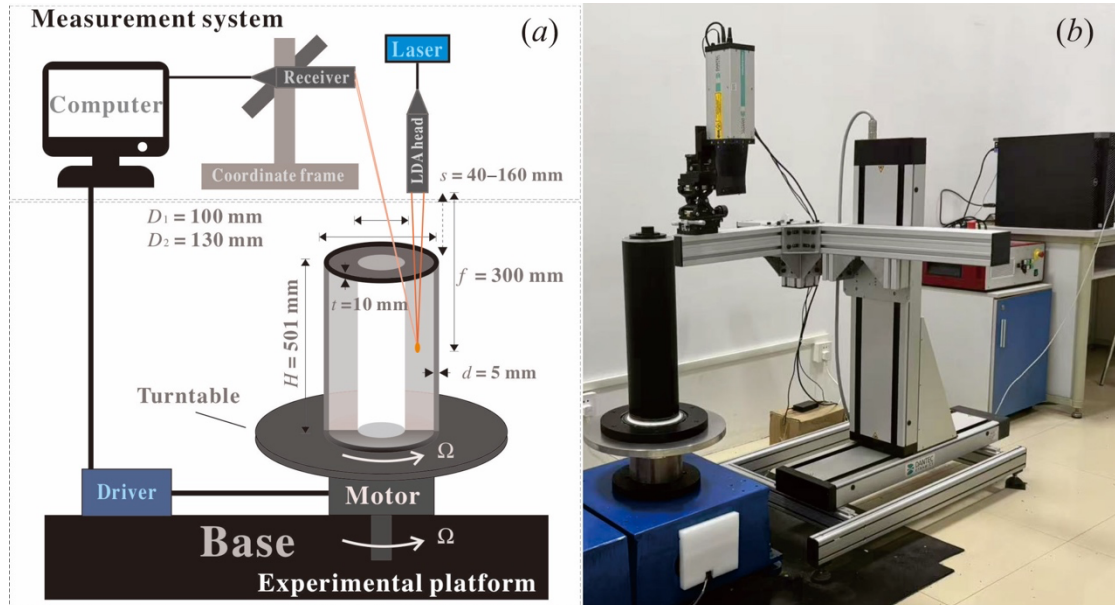 Measurement system
(a)
(b)
Laser
Receiver
Computer
LDA head
Coordinate frame
s = 40–160 mm
D1 = 100 mm
D2 = 130 mm
f = 300 mm
t = 10 mm
H = 501 mm
d = 5 mm
Turntable
Ω
Driver
Motor
Ω
Base
Experimental platform
DANTEC